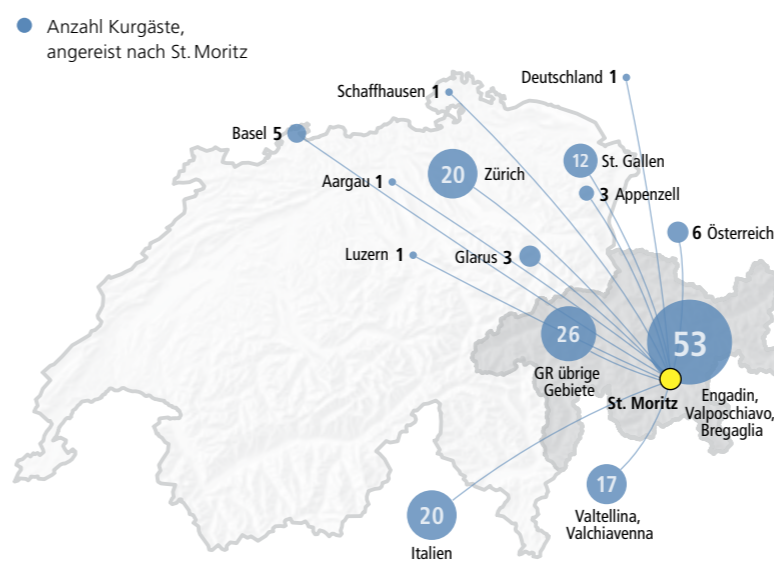 Anzahl Kurgäste,
angereist nach St. Moritz
Deutschland 1
Schaffhausen 1
Basel 5
12 St. Gallen
20 Zürich
Aargau 1
3 Appenzell
6 Österreich
Luzern 1
Glarus 3
26
GR übrige
Gebiete
53
St. Moritz
Engadin,
Valposchiavo,
Bregaglia
17
Valtellina,
Valchiavenna
20
Italien